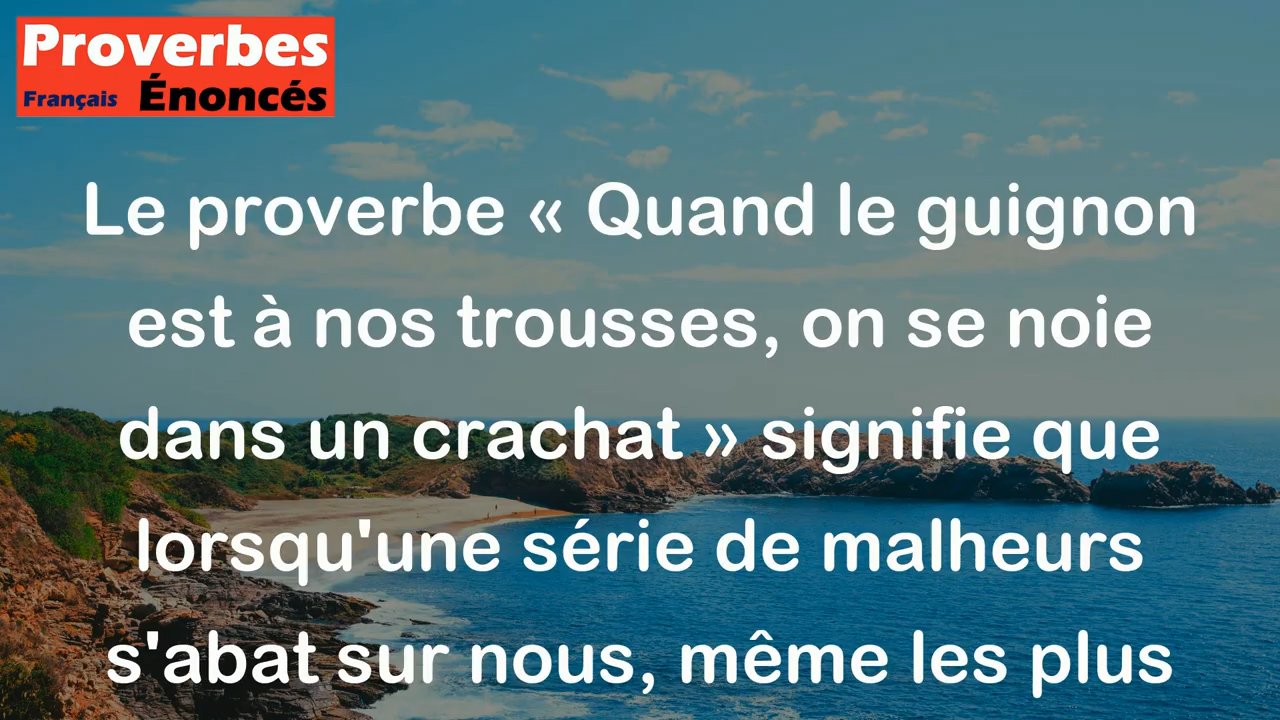 Proverbes
Français Énoncés
Le proverbe « Quand le guignon
est à nos trousses, on se noie
dans un crachat » signifie que
lorsqu'une série de malheurs
s'abat sur nous, même les plus